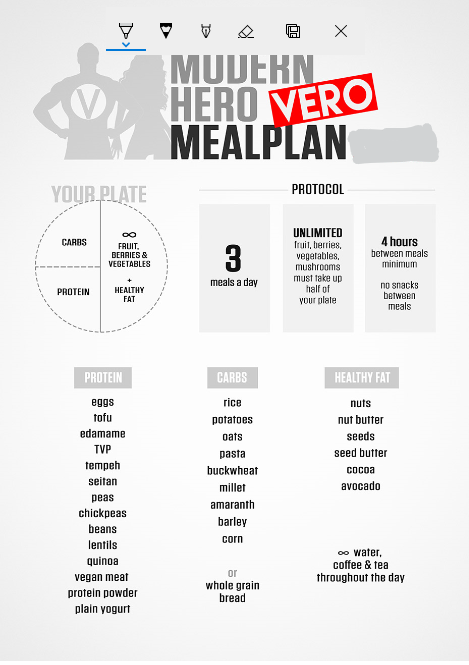 MODERN
HERO VERO
MEALPLAN
V
YOUR PLATE
CARBS
∞
FRUIT,
BERRIES &
VEGETABLES
+
HEALTHY
FAT
PROTEIN
PROTOCOL
3
meals a day
UNLIMITED
fruit, berries,
vegetables,
mushrooms
must take up
half of
your plate
4 hours
between meals
minimum
no snacks
between
meals
PROTEIN
eggs
tofu
edamame
TVP
tempeh
seitan
peas
chickpeas
beans
lentils
quinoa
vegan meat
protein powder
plain yogurt
CARBS
rice
potatoes
oats
pasta
buckwheat
millet
amaranth
barley
corn
or
whole grain
bread
HEALTHY FAT
nuts
nut butter
seeds
seed butter
cocoa
avocado
∞ water,
coffee & tea
throughout the day